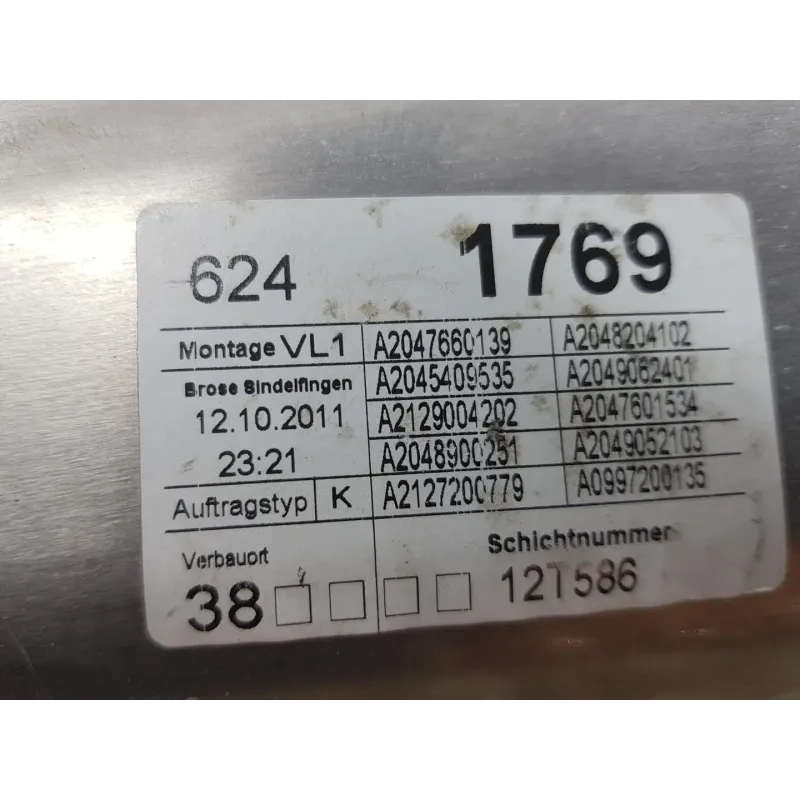 624 1769
Montage VL1 A2047660139 A2048204102
Brose Sindelfingen A2045409535 A2049062401
12.10.2011 A2129004202 A2047601534
23:21 A2048900251 A2049052103
Auftragstyp K A2127200779 A0997200135
Verbauort Schichtnummer
38 121586